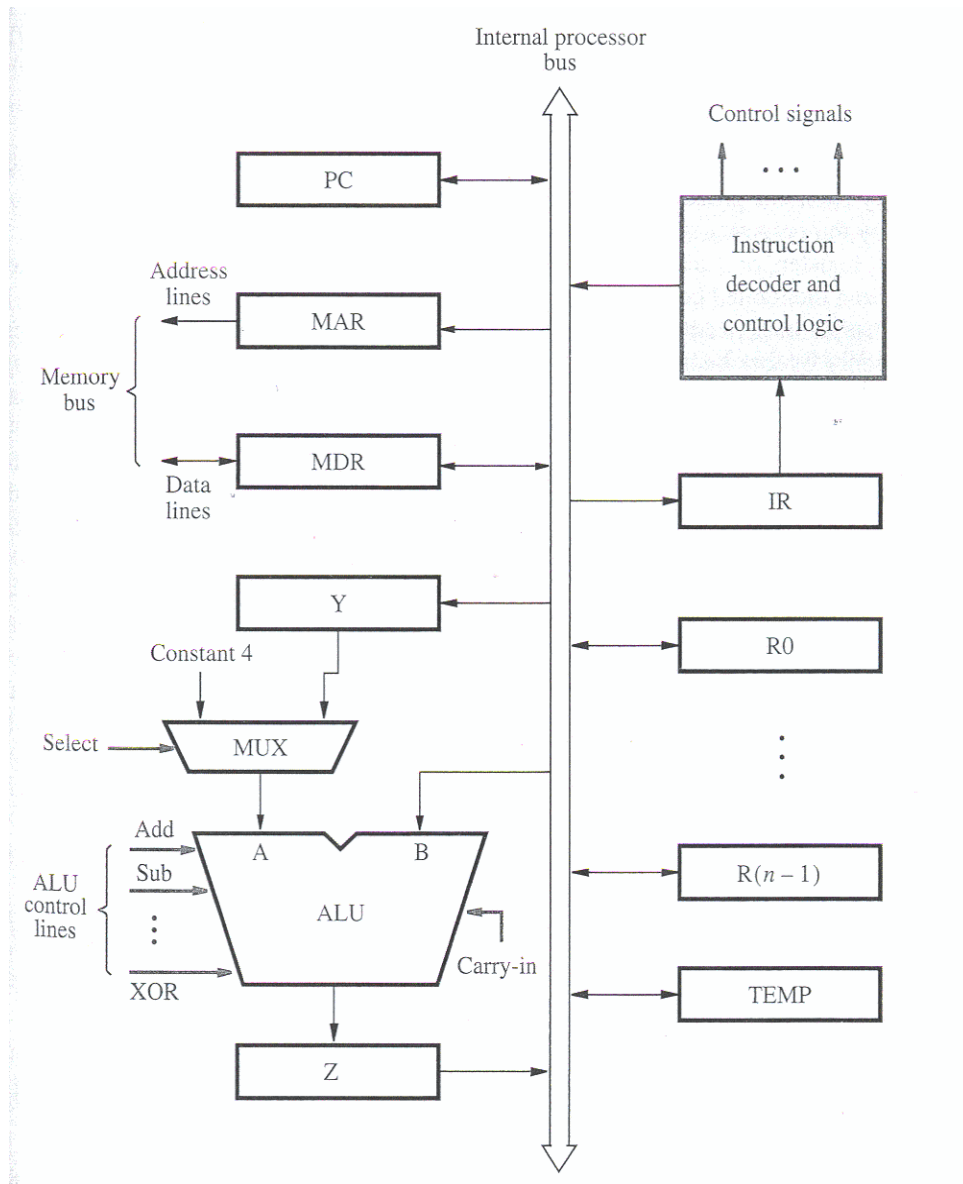 Internal processor
bus
Control signals
PC
Instruction
decoder and
control logic
Address
lines
MAR
Memory
bus
MDR
Data
lines
IR
Y
R0
Constant 4
Select
MUX
Add
A
B
R(n – 1)
Sub
ALU
control
lines
ALU
Carry-in
XOR
TEMP
Z